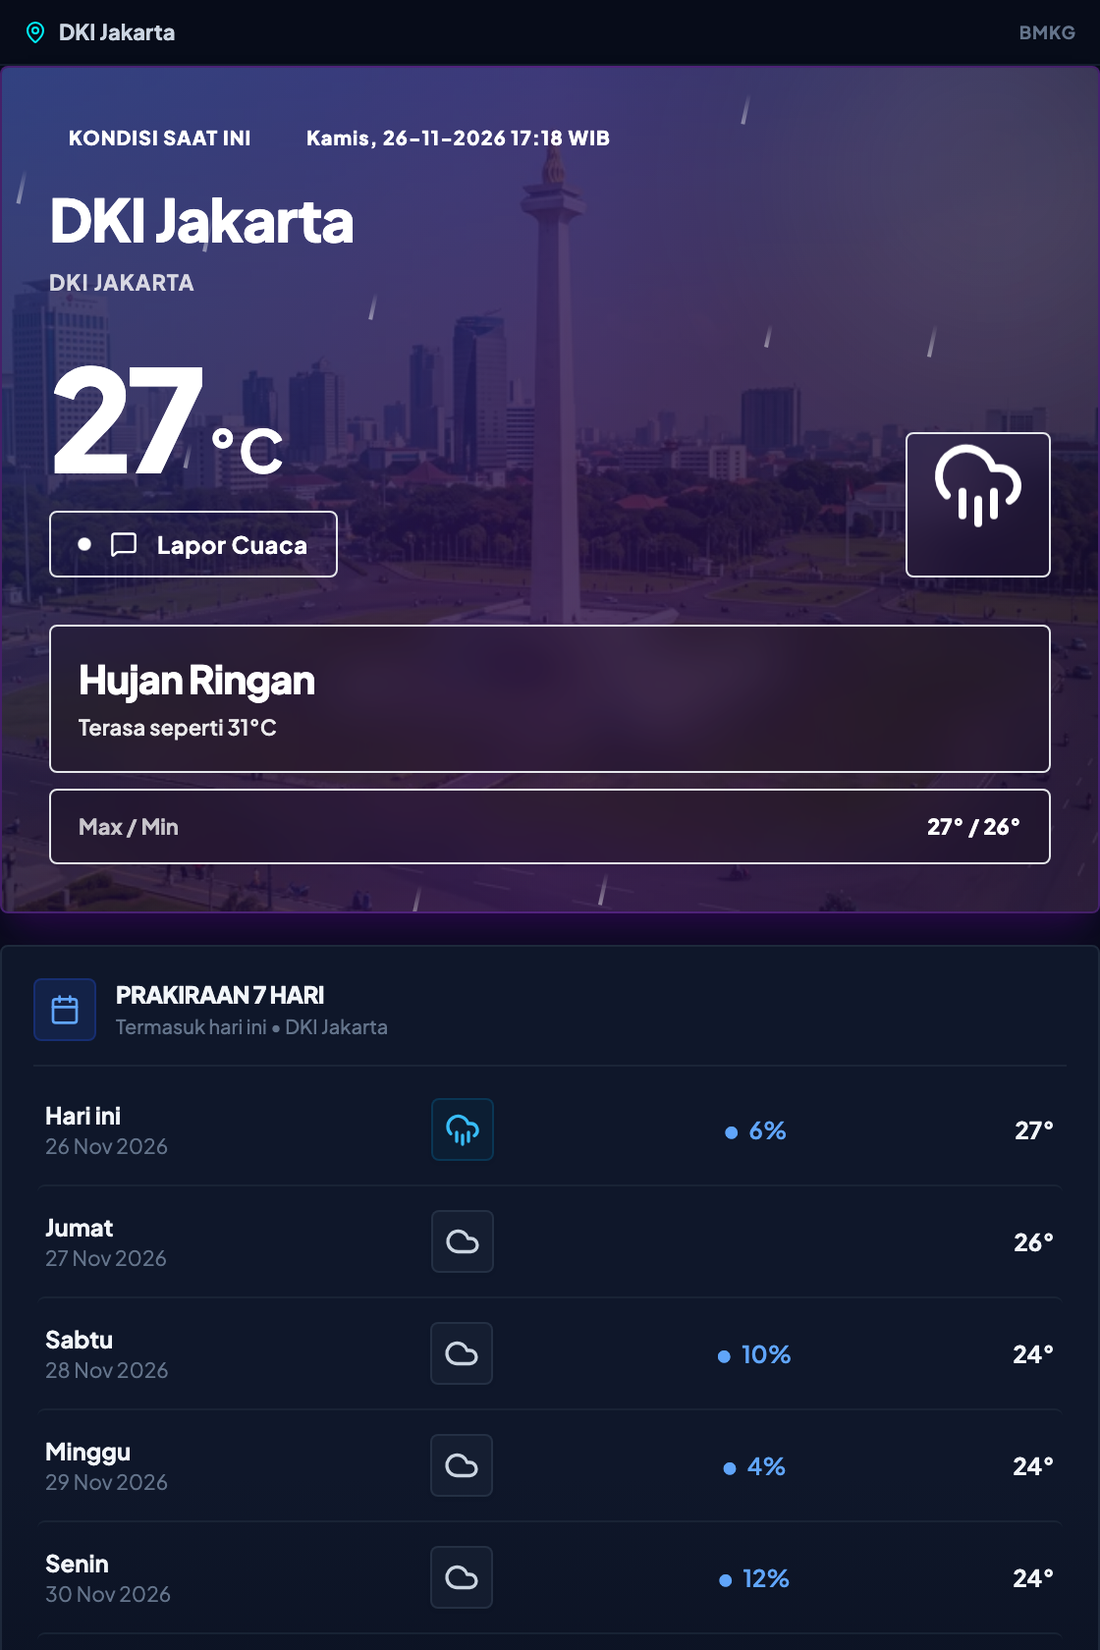 DKI Jakarta
BMKG
KONDISI SAAT INI
Kamis, 26-11-2026 17:18 WIB
DKI Jakarta
DKI JAKARTA
27 °C
Lapor Cuaca
Hujan Ringan
Terasa seperti 31°C
Max / Min
27° / 26°
PRAKIRAAN 7 HARI
Termasuk hari ini • DKI Jakarta
Hari ini
26 Nov 2026
6%
27°
Jumat
27 Nov 2026
26°
Sabtu
28 Nov 2026
10%
24°
Minggu
29 Nov 2026
4%
24°
Senin
30 Nov 2026
12%
24°